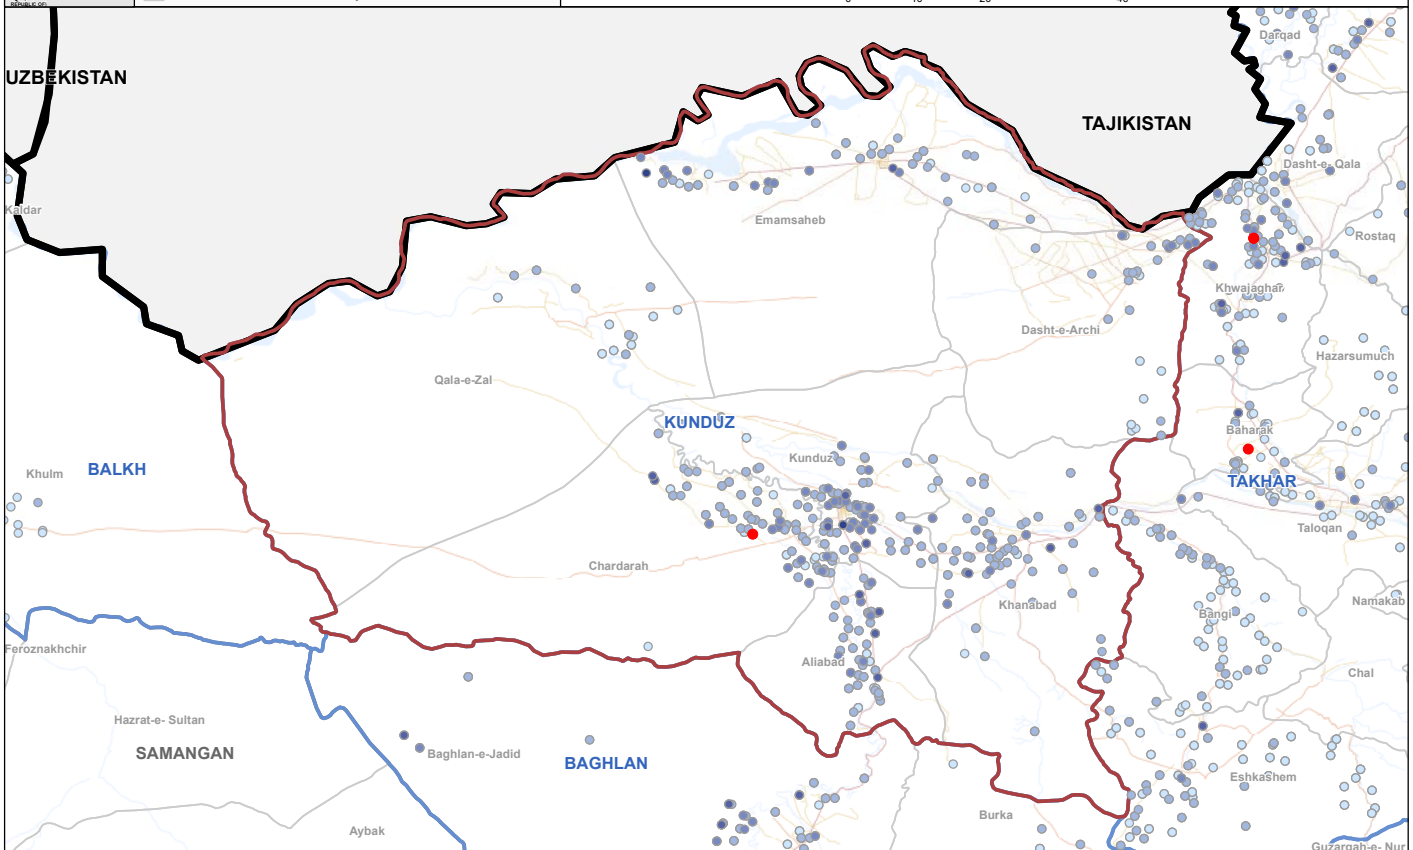 REPUBLIC OF)
UZBEKISTAN
TAJIKISTAN
Darqad
Dasht-e- Qala
Kaldar
Emamsaheb
Rostaq
Khwajaghar
Dasht-e-Archi
Hazarsumuch
Qala-e-Zal
KUNDUZ
Baharak
Kunduz
BALKH
Khulm
TAKHAR
Taloqan
Chardarah
Khanabad
Namakab
Bangi
Feroznakhchir
Aliabad
Chal
Hazrat-e- Sultan
SAMANGAN
Baghlan-e-Jadid
BAGHLAN
Eshkashem
Burka
Aybak
Guzargah-e- Nur